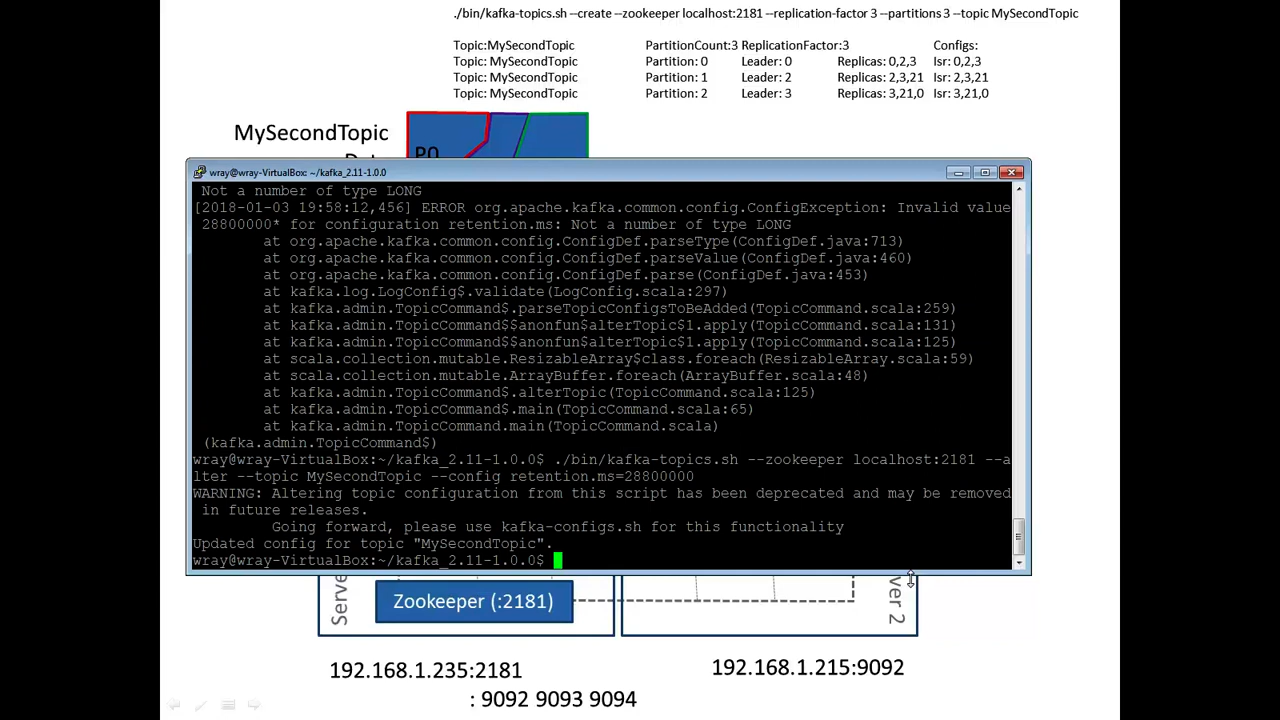 ./bin/kafka-topics.sh --create --zookeeper localhost:2181 --replication-factor 3 --partitions 3 --topic MySecondTopic
Topic:MySecondTopic PartitionCount:3 ReplicationFactor:3 Configs:
Topic: MySecondTopic Partition: 0 Leader: 0 Replicas: 0,2,3 Isr: 0,2,3
Topic: MySecondTopic Partition: 1 Leader: 2 Replicas: 2,3,21 Isr: 2,3,21
Topic: MySecondTopic Partition: 2 Leader: 3 Replicas: 3,21,0 Isr: 3,21,0
MySecondTopic
P0
wray@wray-VirtualBox: ~/kafka_2.11-1.0.0
Not a number of type LONG
[2018-01-03 19:58:12,456] ERROR org.apache.kafka.common.config.ConfigException: Invalid value
28800000* for configuration retention.ms: Not a number of type LONG
at org.apache.kafka.common.config.ConfigDef.parseType(ConfigDef.java:713)
at org.apache.kafka.common.config.ConfigDef.parseValue(ConfigDef.java:460)
at org.apache.kafka.common.config.ConfigDef.parse(ConfigDef.java:453)
at kafka.log.LogConfig$.validate(LogConfig.scala:297)
at kafka.admin.TopicCommand$.parseTopicConfigsToBeAdded(TopicCommand.scala:259)
at kafka.admin.TopicCommand$$anonfun$alterTopic$1.apply(TopicCommand.scala:131)
at kafka.admin.TopicCommand$$anonfun$alterTopic$1.apply(TopicCommand.scala:125)
at scala.collection.mutable.ResizableArray$class.foreach(ResizableArray.scala:59)
at scala.collection.mutable.ArrayBuffer.foreach(ArrayBuffer.scala:48)
at kafka.admin.TopicCommand$.alterTopic(TopicCommand.scala:125)
at kafka.admin.TopicCommand$.main(TopicCommand.scala:65)
at kafka.admin.TopicCommand.main(TopicCommand.scala)
(kafka.admin.TopicCommand$)
wray@wray-VirtualBox:~/kafka_2.11-1.0.0$ ./bin/kafka-topics.sh --zookeeper localhost:2181 --a
lter --topic MySecondTopic --config retention.ms=28800000
WARNING: Altering topic configuration from this script has been deprecated and may be removed
in future releases.
Going forward, please use kafka-configs.sh for this functionality
Updated config for topic "MySecondTopic".
wray@wray-VirtualBox:~/kafka_2.11-1.0.0$
Serve
Zookeeper (:2181)
ver 2
192.168.1.235:2181
192.168.1.215:9092
: 9092 9093 9094